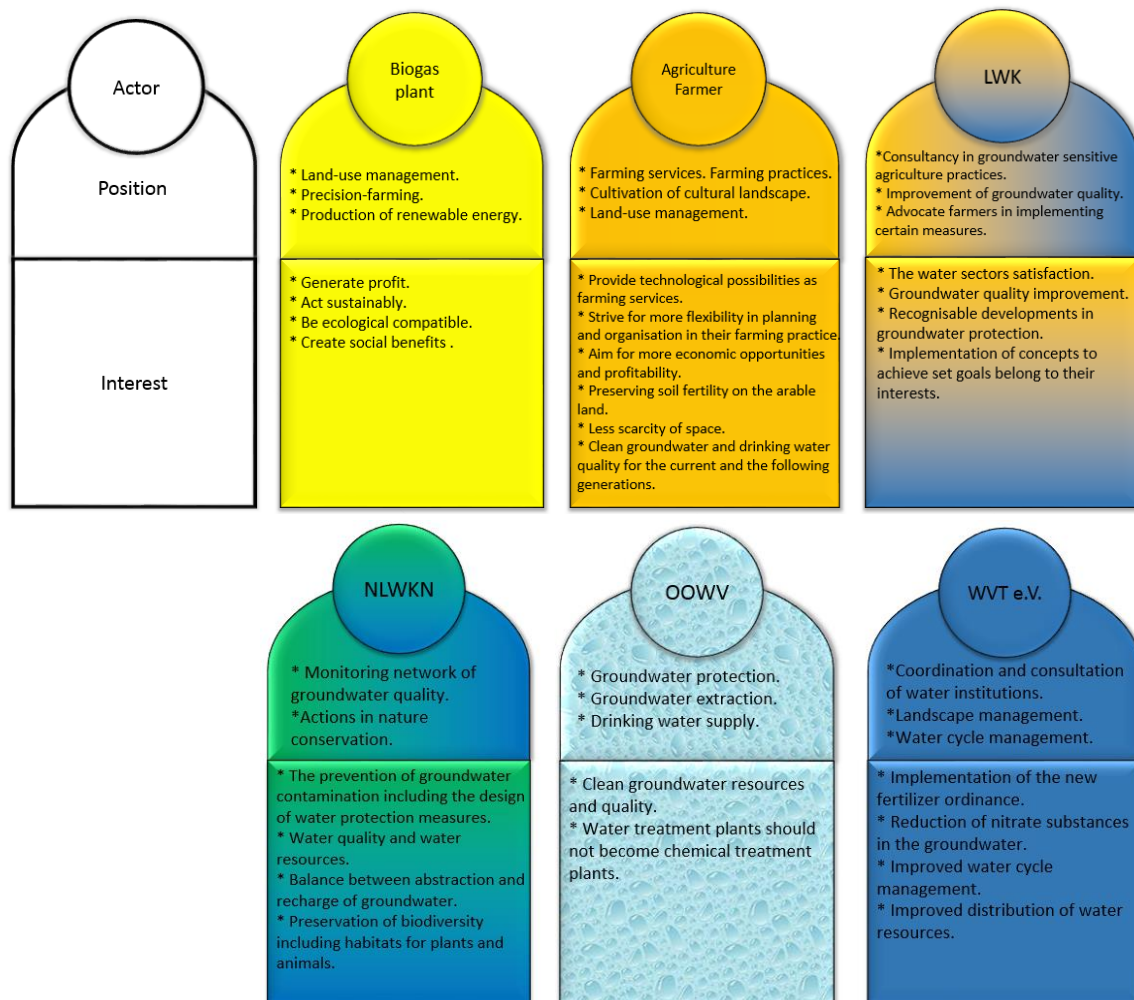 Actor
Position
Interest
Biogas
plant
* Land-use management.
* Precision-farming.
* Production of renewable energy.
* Generate profit.
* Act sustainably.
* Be ecological compatible.
* Create social benefits .
Agriculture
Farmer
* Farming services. Farming practices.
* Cultivation of cultural landscape.
* Land-use management.
* Provide technological possibilities as
farming services.
* Strive for more flexibility in planning
and organisation in their farming practice.
* Aim for more economic opportunities
and profitability.
* Preserving soil fertility on the arable
land.
* Less scarcity of space.
* Clean groundwater and drinking water
quality for the current and the following
generations.
LWK
*Consultancy in groundwater sensitive
agriculture practices.
* Improvement of groundwater quality.
* Advocate farmers in implementing
certain measures.
* The water sectors satisfaction.
* Groundwater quality improvement.
* Recognisable developments in
groundwater protection.
* Implementation of concepts to
achieve set goals belong to their
interests.
NLWKN
* Monitoring network of
groundwater quality.
*Actions in nature
conservation.
* The prevention of groundwater
contamination including the design
of water protection measures.
* Water quality and water
resources.
* Balance between abstraction and
recharge of groundwater.
* Preservation of biodiversity
including habitats for plants and
animals.
OOWV
* Groundwater protection.
* Groundwater extraction.
* Drinking water supply.
* Clean groundwater resources
and quality.
* Water treatment plants should
not become chemical treatment
plants.
WVT e.V.
*Coordination and consultation
of water institutions.
*Landscape management.
*Water cycle management.
* Implementation of the new
fertilizer ordinance.
* Reduction of nitrate substances
in the groundwater.
* Improved water cycle
management.
* Improved distribution of water
resources.